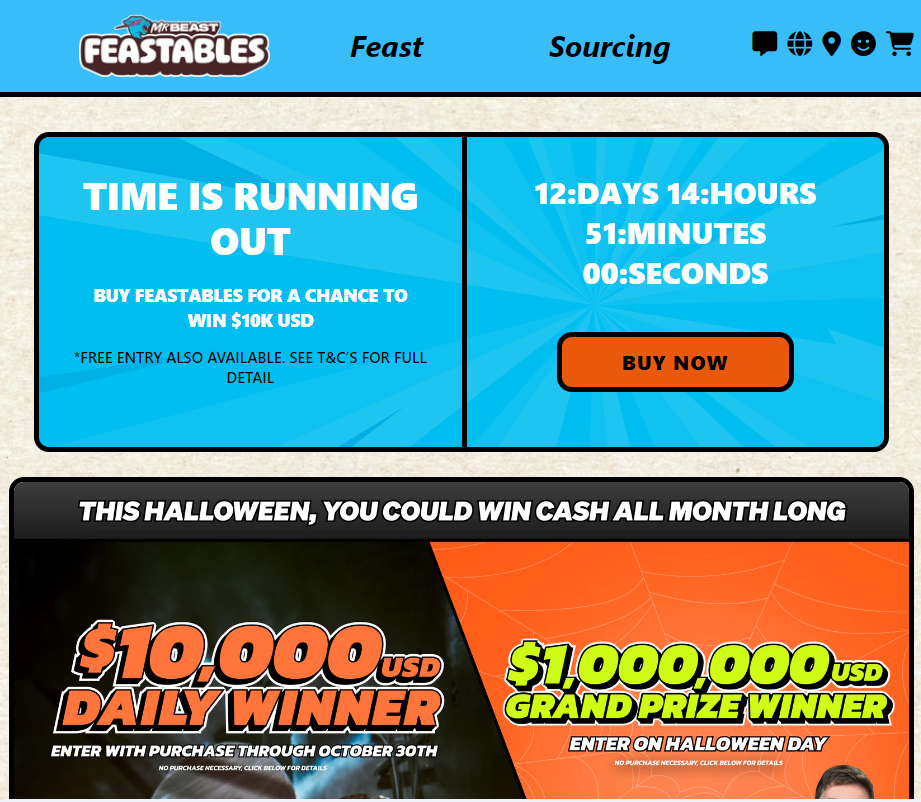 MRBEAST
FEASTABLES
Feast
Sourcing
TIME IS RUNNING
OUT
BUY FEASTABLES FOR A CHANCE TO
WIN $10K USD
*FREE ENTRY ALSO AVAILABLE. SEE T&C'S FOR FULL
DETAIL
12:DAYS 14:HOURS
51:MINUTES
00:SECONDS
BUY NOW
THIS HALLOWEEN, YOU COULD WIN CASH ALL MONTH LONG
$10,000 USD
DAILY WINNER
ENTER WITH PURCHASE THROUGH OCTOBER 30TH
NO PURCHASE NECESSARY, CLICK BELOW FOR DETAILS
$1,000,000 USD
GRAND PRIZE WINNER
ENTER ON HALLOWEEN DAY
NO PURCHASE NECESSARY, CLICK BELOW FOR DETAILS